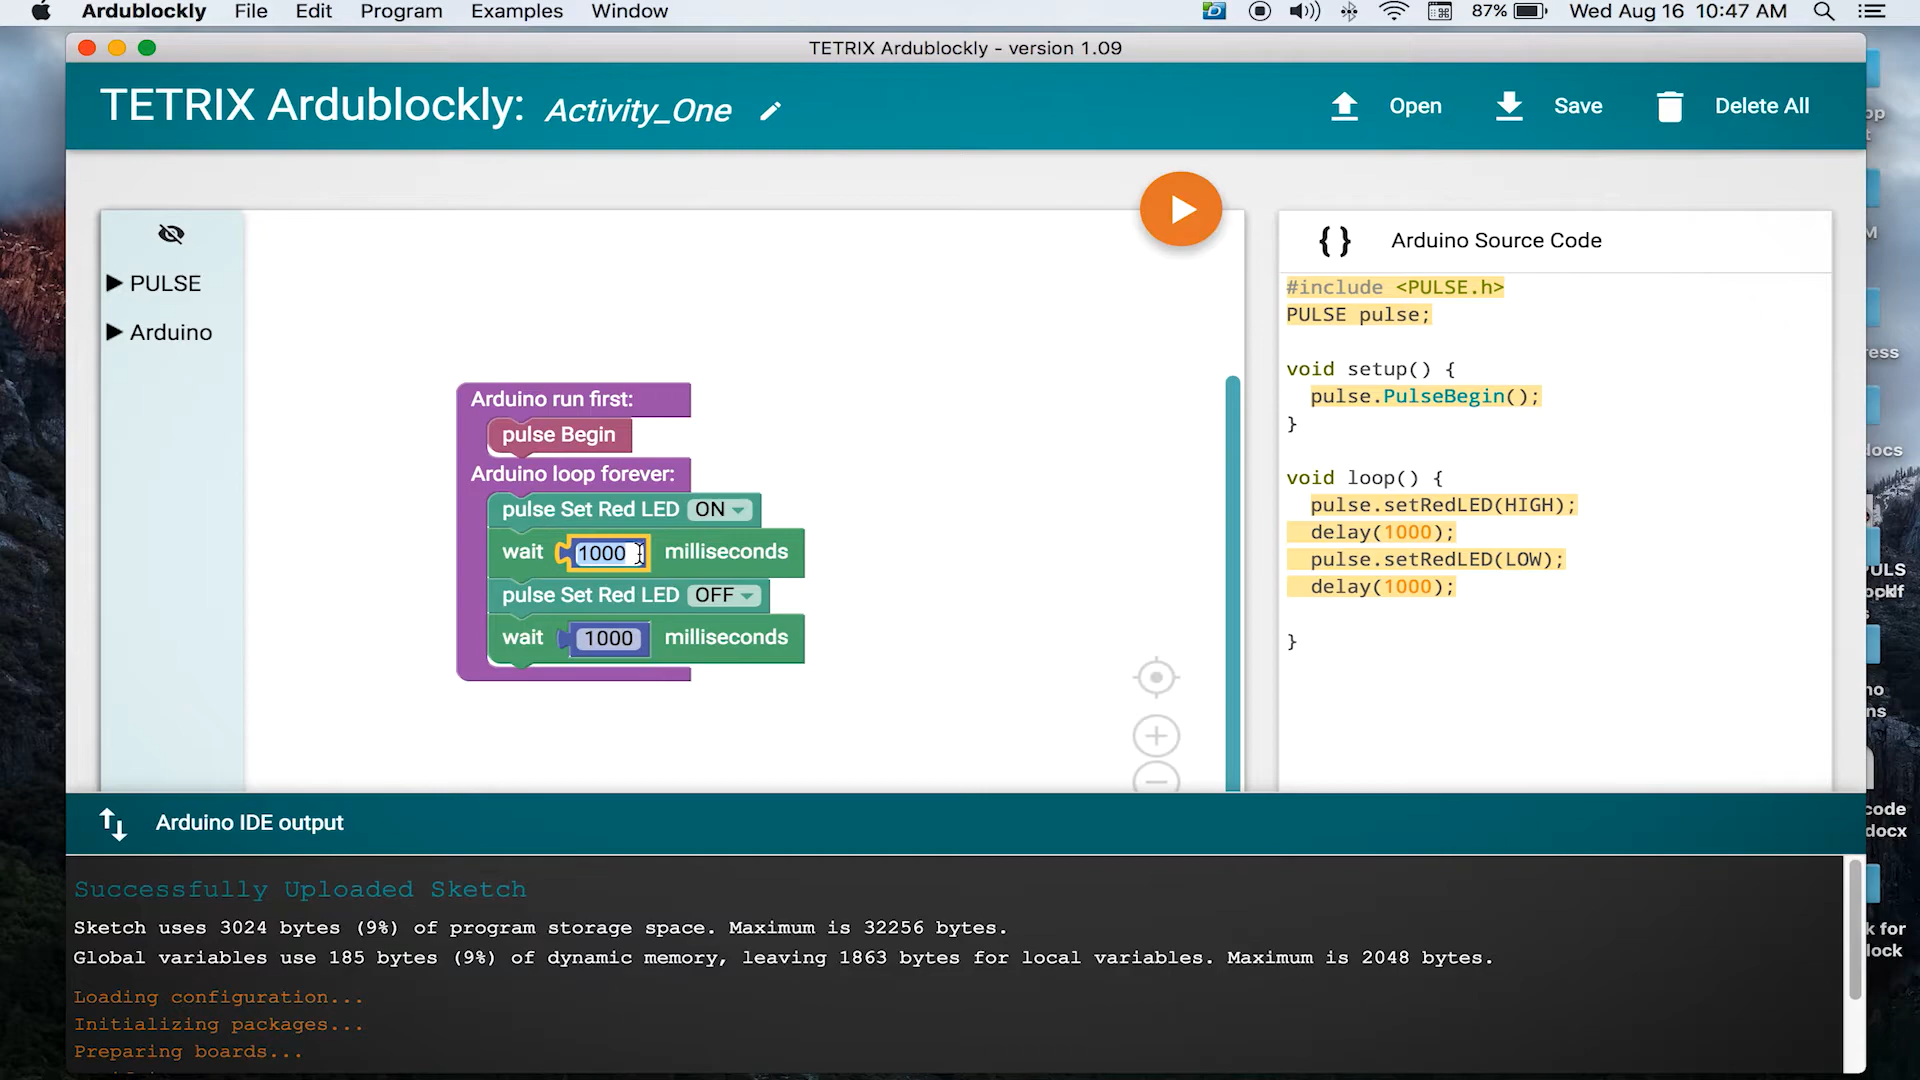 Ardublockly File Edit Program Examples Window 87% Wed Aug 16 10:47 AM
TETRIX Ardublockly - version 1.09
TETRIX Ardublockly: Activity_One Open Save Delete All
PULSE
Arduino
Arduino run first:
pulse Begin
Arduino loop forever:
pulse Set Red LED ON
wait 1000 milliseconds
pulse Set Red LED OFF
wait 1000 milliseconds
{ } Arduino Source Code
#include <PULSE.h>
PULSE pulse;
void setup() {
pulse.PulseBegin();
}
void loop() {
pulse.setRedLED(HIGH);
delay(1000);
pulse.setRedLED(LOW);
delay(1000);
}
Arduino IDE output
Successfully Uploaded Sketch
Sketch uses 3024 bytes (9%) of program storage space. Maximum is 32256 bytes.
Global variables use 185 bytes (9%) of dynamic memory, leaving 1863 bytes for local variables. Maximum is 2048 bytes.
Loading configuration...
Initializing packages...
Preparing boards...